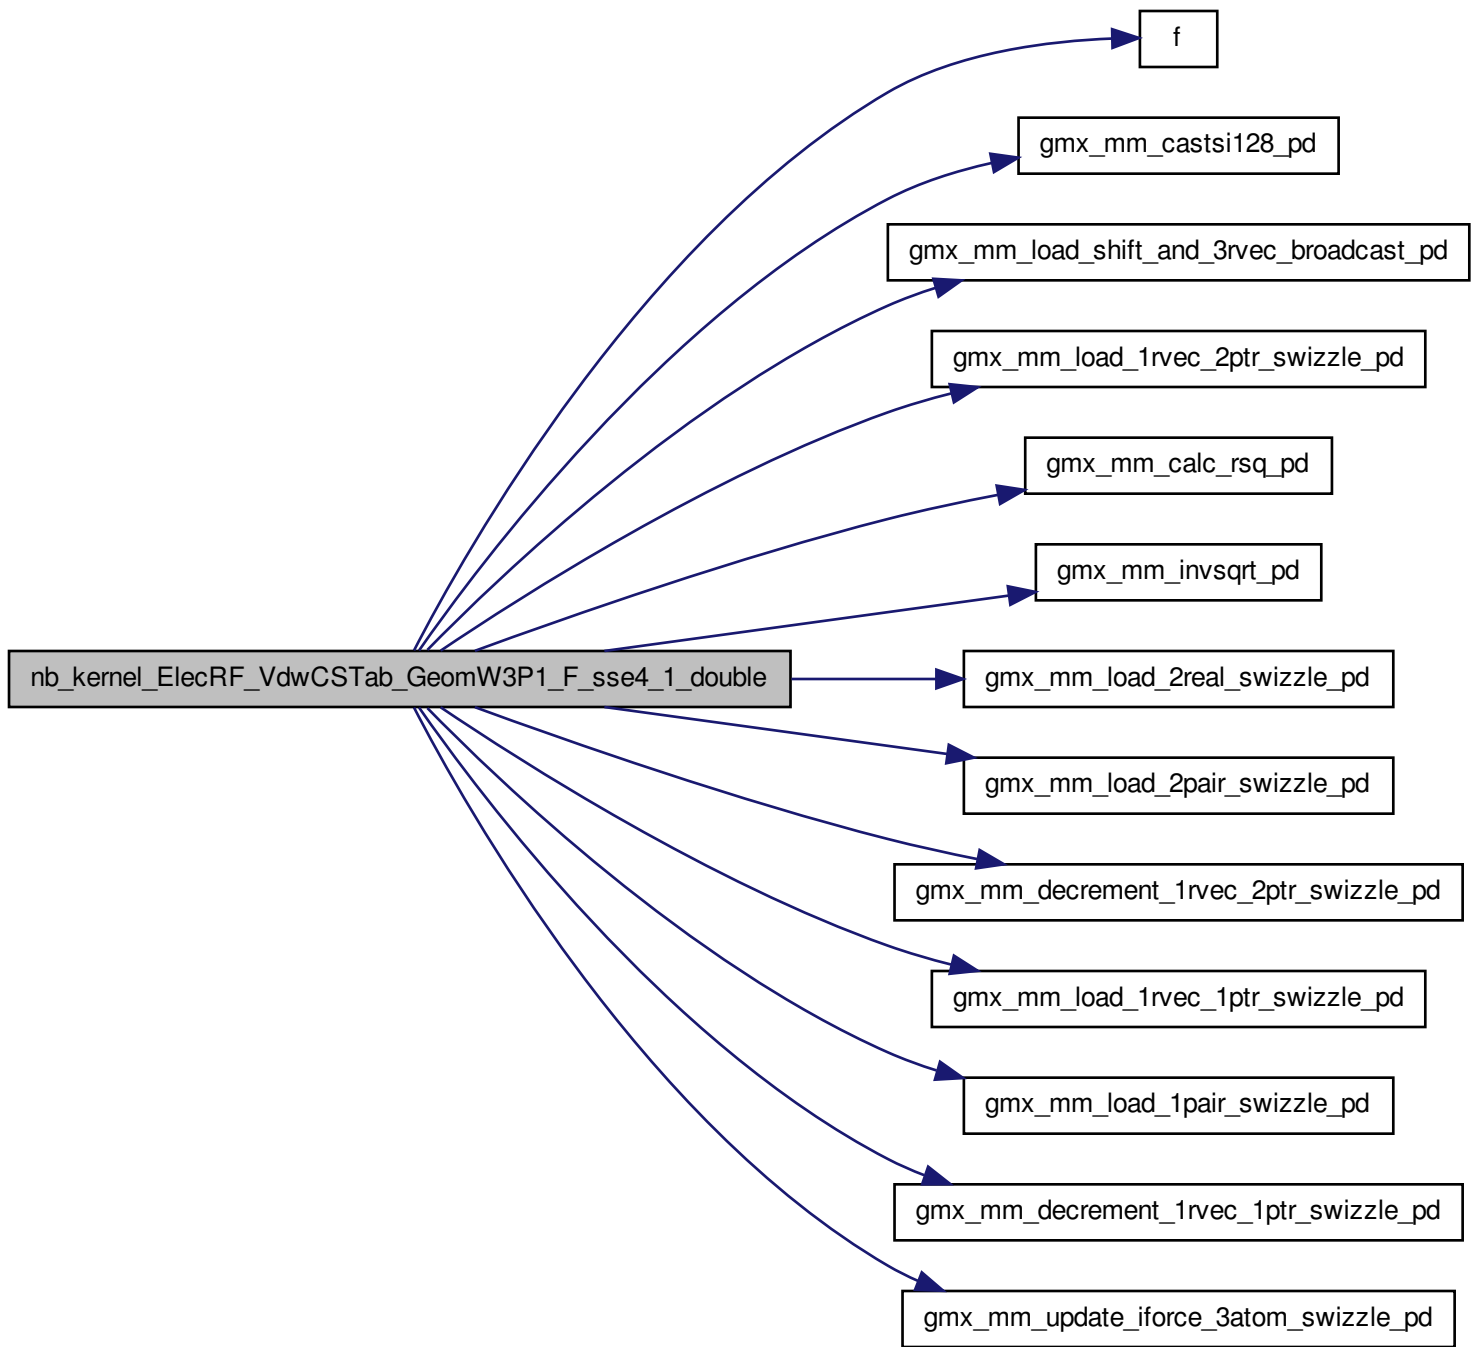 f
gmx_mm_castsi128_pd
gmx_mm_load_shift_and_3rvec_broadcast_pd
gmx_mm_load_1rvec_2ptr_swizzle_pd
gmx_mm_calc_rsq_pd
gmx_mm_invsqrt_pd
nb_kernel_ElecRF_VdwCSTab_GeomW3P1_F_sse4_1_double
gmx_mm_load_2real_swizzle_pd
gmx_mm_load_2pair_swizzle_pd
gmx_mm_decrement_1rvec_2ptr_swizzle_pd
gmx_mm_load_1rvec_1ptr_swizzle_pd
gmx_mm_load_1pair_swizzle_pd
gmx_mm_decrement_1rvec_1ptr_swizzle_pd
gmx_mm_update_iforce_3atom_swizzle_pd